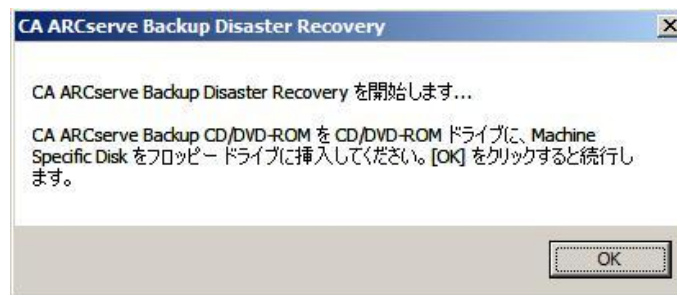 CA ARCserve Backup Disaster Recovery
CA ARCserve Backup Disaster Recovery を開始します...
CA ARCserve Backup CD/DVD-ROM を CD/DVD-ROM ドライブに、Machine
Specific Disk をフロッピー ドライブに挿入してください。[OK] をクリックすると続行し
ます。
OK